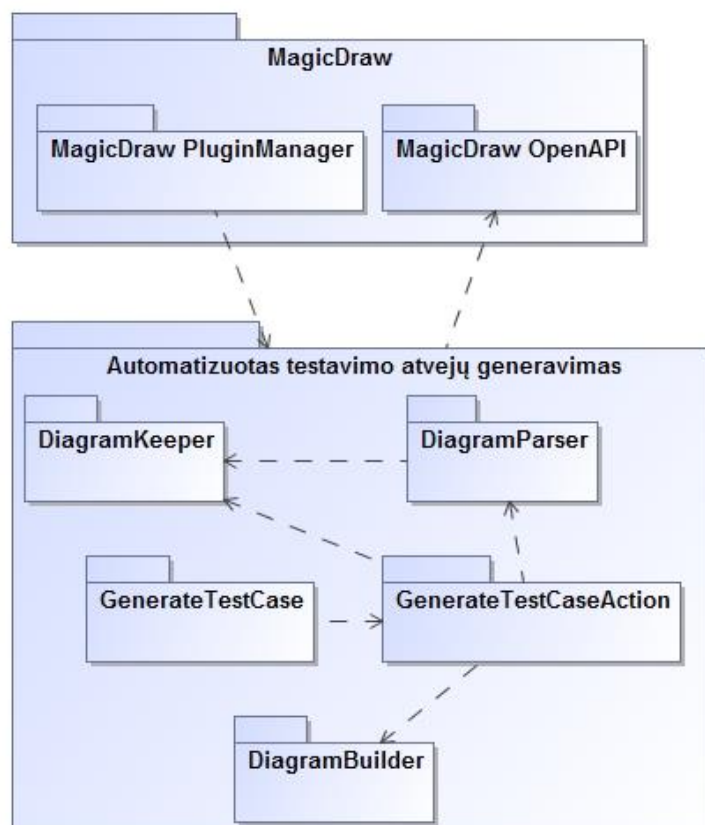 MagicDraw
MagicDraw PluginManager
MagicDraw OpenAPI
Automatizuotas testavimo atvejų generavimas
DiagramKeeper
DiagramParser
GenerateTestCase
GenerateTestCaseAction
DiagramBuilder